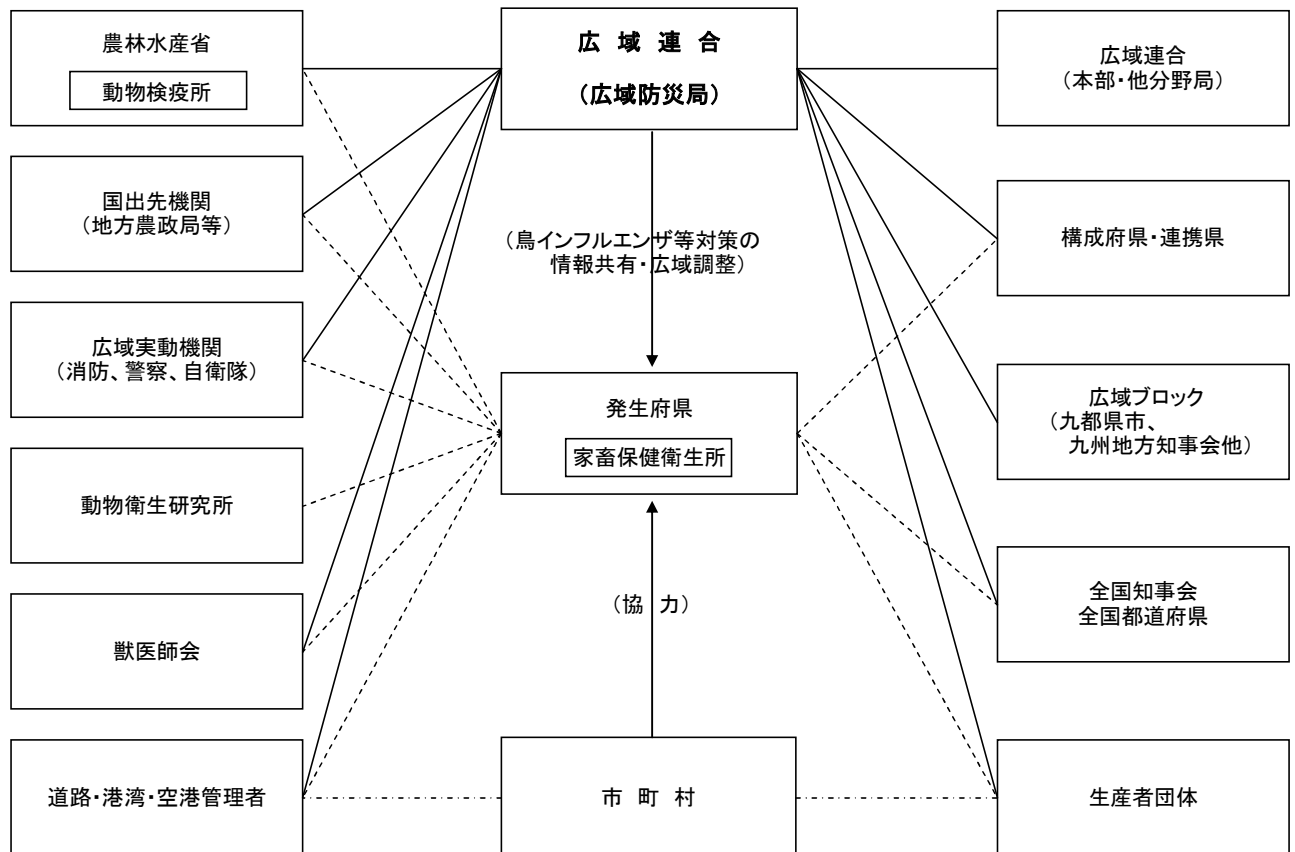 農林水産省
動物検疫所
国出先機関
（地方農政局等）
広域実動機関
（消防、警察、自衛隊）
動物衛生研究所
獣医師会
道路・港湾・空港管理者
広 域 連 合
（広域防災局）
（鳥インフルエンザ等対策の
情報共有・広域調整）
発生府県
家畜保健衛生所
（協 力）
市 町 村
広域連合
（本部・他分野局）
構成府県・連携県
広域ブロック
（九都県市、
九州地方知事会他）
全国知事会
全国都道府県
生産者団体